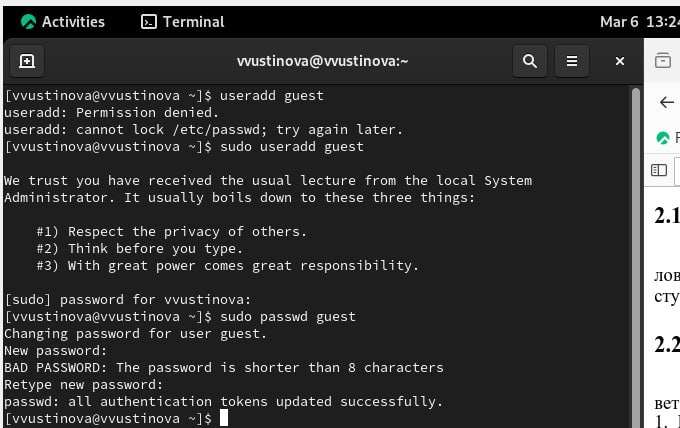 Activities
Terminal
Mar 6 13:24
vvustinova@vvustinova:~
[vvustinova@vvustinova ~]$ useradd guest
useradd: Permission denied.
useradd: cannot lock /etc/passwd; try again later.
[vvustinova@vvustinova ~]$ sudo useradd guest
We trust you have received the usual lecture from the local System
Administrator. It usually boils down to these three things:
#1) Respect the privacy of others.
#2) Think before you type.
#3) With great power comes great responsibility.
[sudo] password for vvustinova:
[vvustinova@vvustinova ~]$ sudo passwd guest
Changing password for user guest.
New password:
BAD PASSWORD: The password is shorter than 8 characters
Retype new password:
passwd: all authentication tokens updated successfully.
[vvustinova@vvustinova ~]$
2.1
лов
сту
2.2
вет
1.